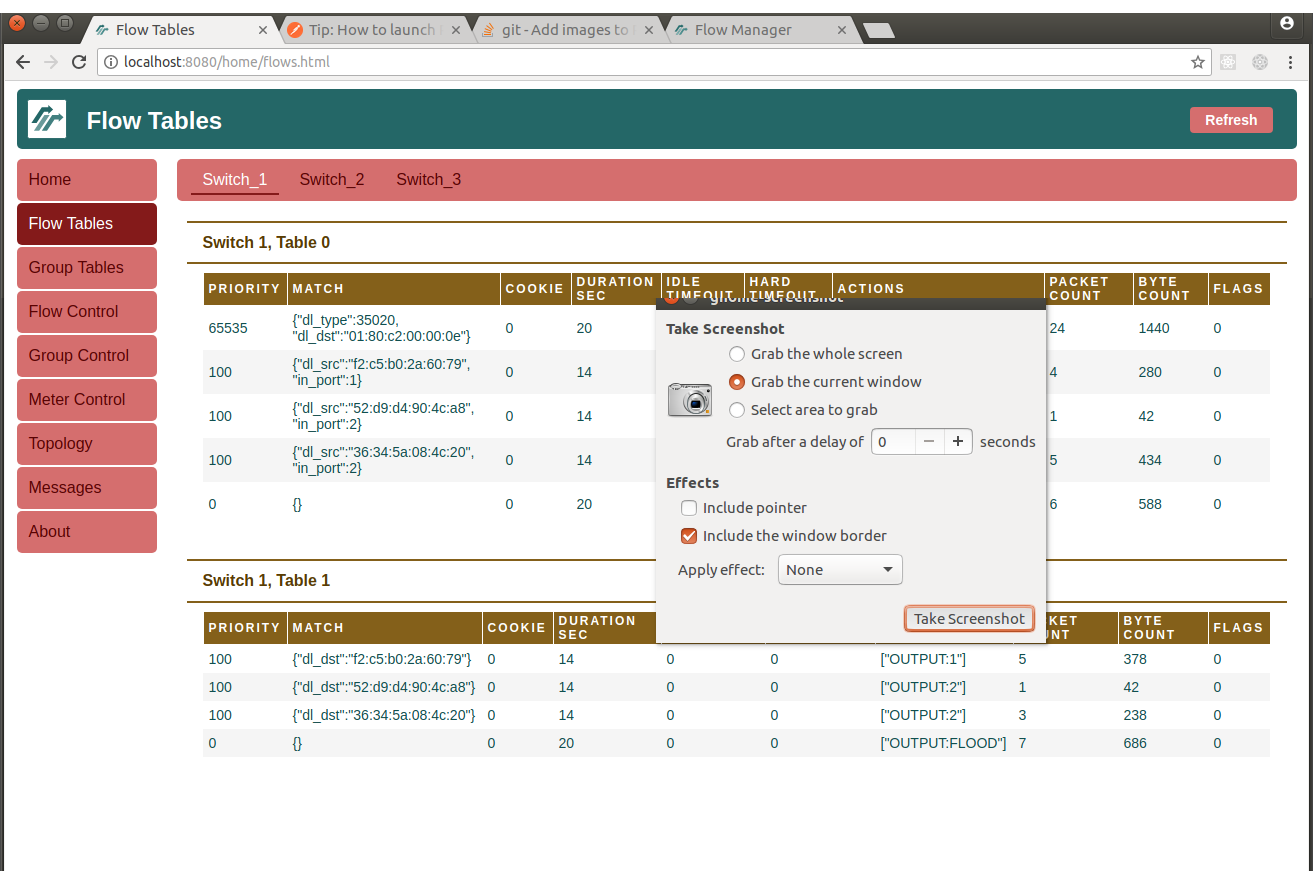 Flow Tables
Tip: How to launch
git - Add images to
Flow Manager
localhost:8080/home/flows.html
Flow Tables
Refresh
Home
Flow Tables
Group Tables
Flow Control
Group Control
Meter Control
Topology
Messages
About
Switch_1 Switch_2 Switch_3
Switch 1, Table 0
PRIORITY MATCH COOKIE DURATION SEC IDLE TIMEOUT HARD TIMEOUT ACTIONS PACKET COUNT BYTE COUNT FLAGS
65535 {"dl_type":35020, "dl_dst":"01:80:c2:00:00:0e"} 0 20 24 1440 0
100 {"dl_src":"f2:c5:b0:2a:60:79", "in_port":1} 0 14 4 280 0
100 {"dl_src":"52:d9:d4:90:4c:a8", "in_port":2} 0 14 1 42 0
100 {"dl_src":"36:34:5a:08:4c:20", "in_port":2} 0 14 5 434 0
0 {} 0 20 6 588 0
gnome-screenshot
Take Screenshot
Grab the whole screen
Grab the current window
Select area to grab
Grab after a delay of 0 − + seconds
Effects
Include pointer
Include the window border
Apply effect: None
Take Screenshot
Switch 1, Table 1
PRIORITY MATCH COOKIE DURATION SEC BYTE COUNT FLAGS
100 {"dl_dst":"f2:c5:b0:2a:60:79"} 0 14 0 0 ["OUTPUT:1"] 5 378 0
100 {"dl_dst":"52:d9:d4:90:4c:a8"} 0 14 0 0 ["OUTPUT:2"] 1 42 0
100 {"dl_dst":"36:34:5a:08:4c:20"} 0 14 0 0 ["OUTPUT:2"] 3 238 0
0 {} 0 20 0 0 ["OUTPUT:FLOOD"] 7 686 0